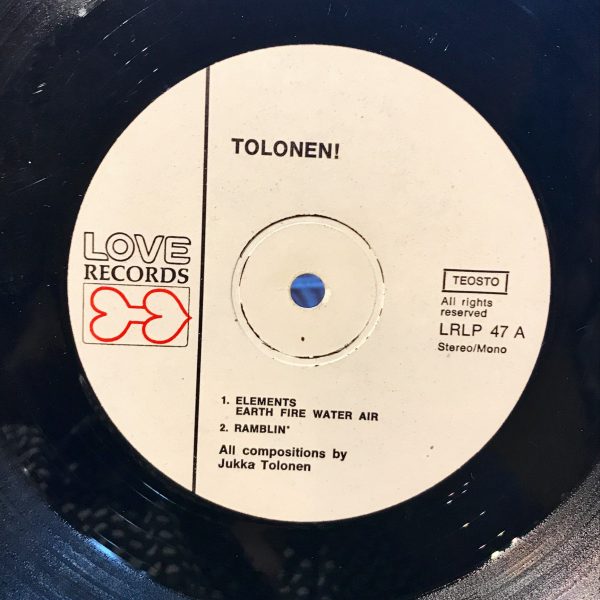 TOLONEN!
LOVE
RECORDS
TEOSTO
All rights
reserved
LRLP 47 A
Stereo/Mono
1. ELEMENTS
EARTH FIRE WATER AIR
2. RAMBLIN'
All compositions by
Jukka Tolonen